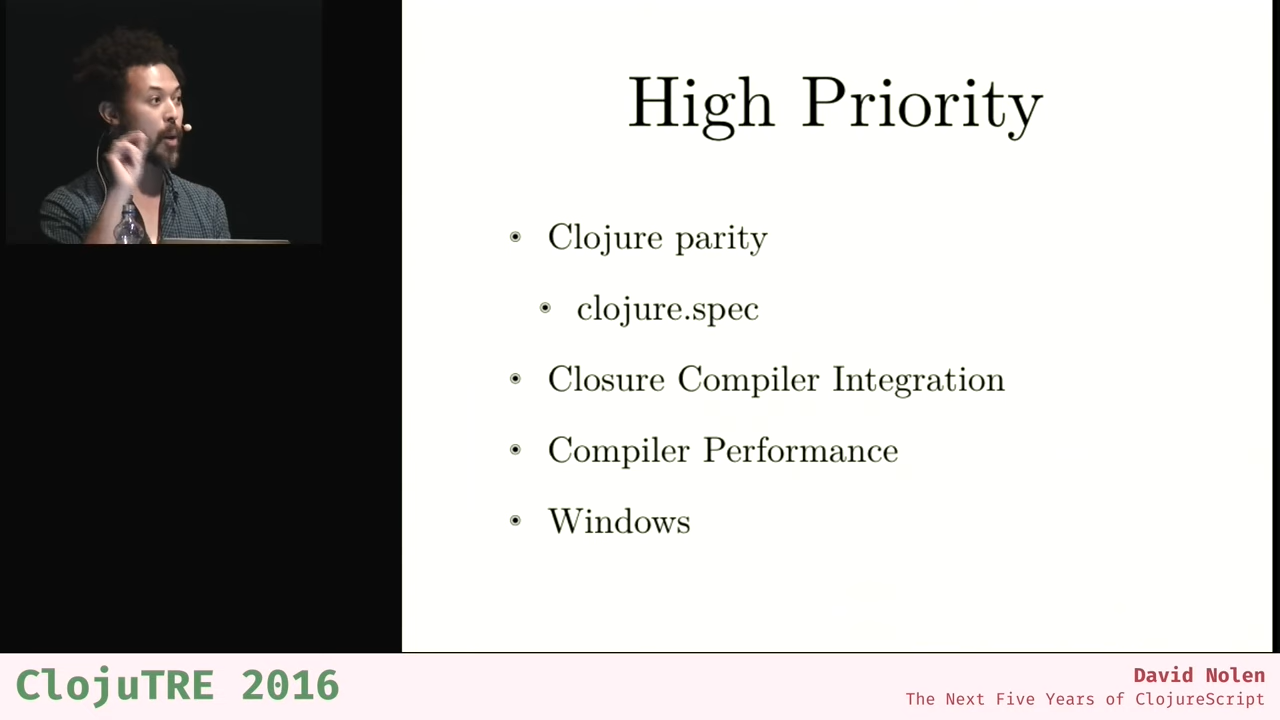 High Priority
Clojure parity
clojure.spec
Closure Compiler Integration
Compiler Performance
Windows
ClojuTRE 2016
David Nolen
The Next Five Years of ClojureScript